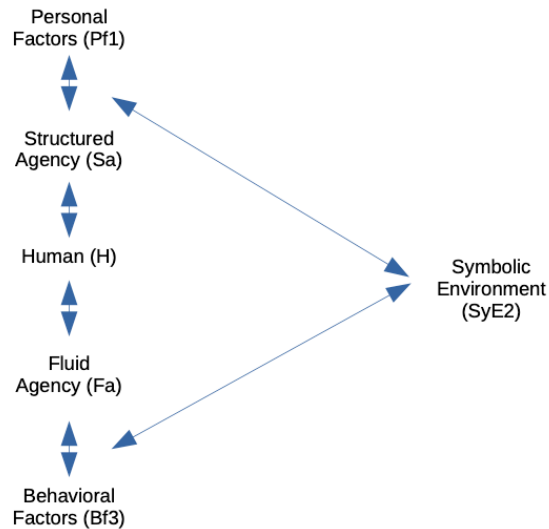 Personal
Factors (Pf1)
Structured
Agency (Sa)
Human (H)
Symbolic
Environment
(SyE2)
Fluid
Agency (Fa)
Behavioral
Factors (Bf3)